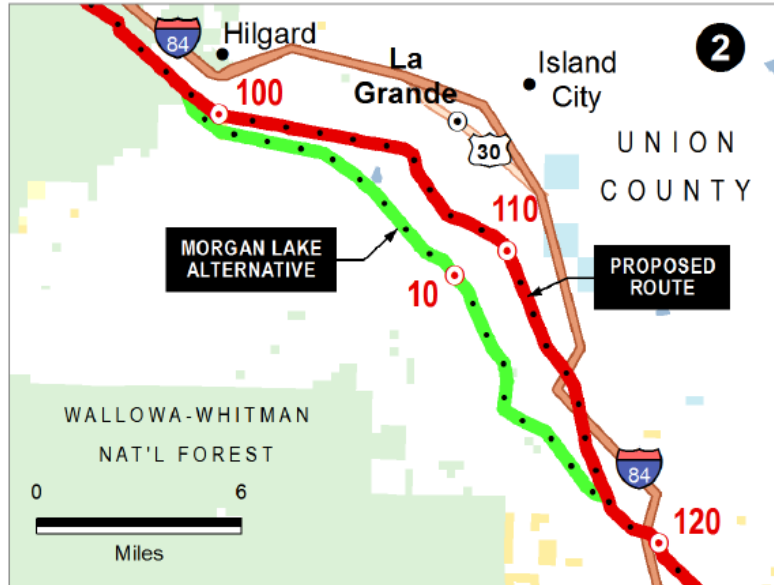 2
84
Hilgard
La
Grande
Island
City
100
30
UNION
COUNTY
110
MORGAN LAKE
ALTERNATIVE
10
PROPOSED
ROUTE
WALLOWA-WHITMAN
NAT'L FOREST
84
0 6
Miles
120